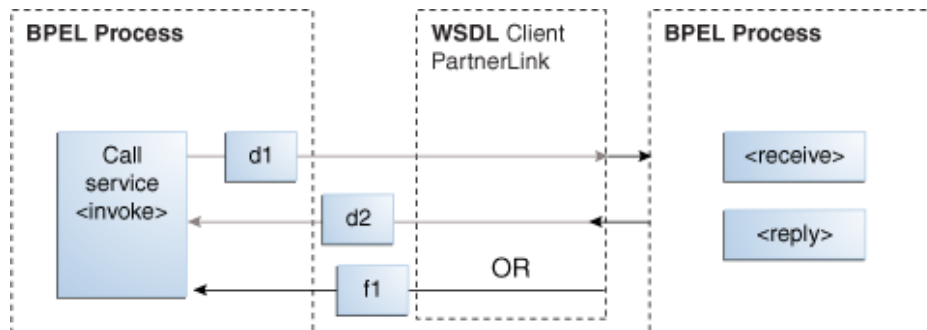 BPEL Process
WSDL Client
PartnerLink
BPEL Process
Call
service
<invoke>
d1
<receive>
d2
<reply>
OR
f1